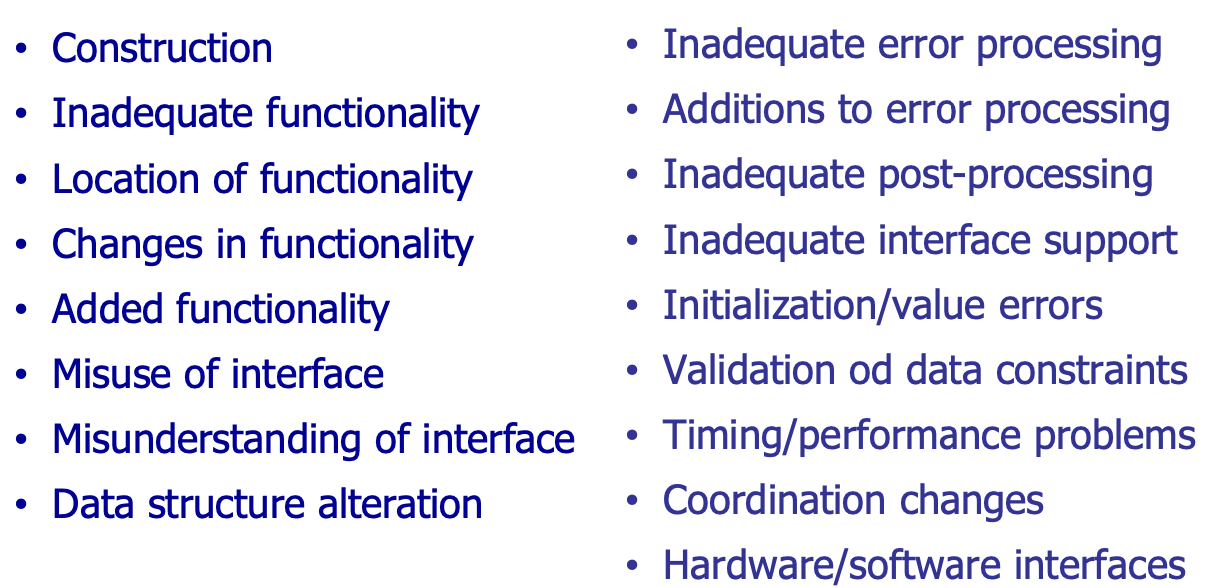 • Construction
• Inadequate functionality
• Location of functionality
• Changes in functionality
• Added functionality
• Misuse of interface
• Misunderstanding of interface
• Data structure alteration
• Inadequate error processing
• Additions to error processing
• Inadequate post-processing
• Inadequate interface support
• Initialization/value errors
• Validation od data constraints
• Timing/performance problems
• Coordination changes
• Hardware/software interfaces